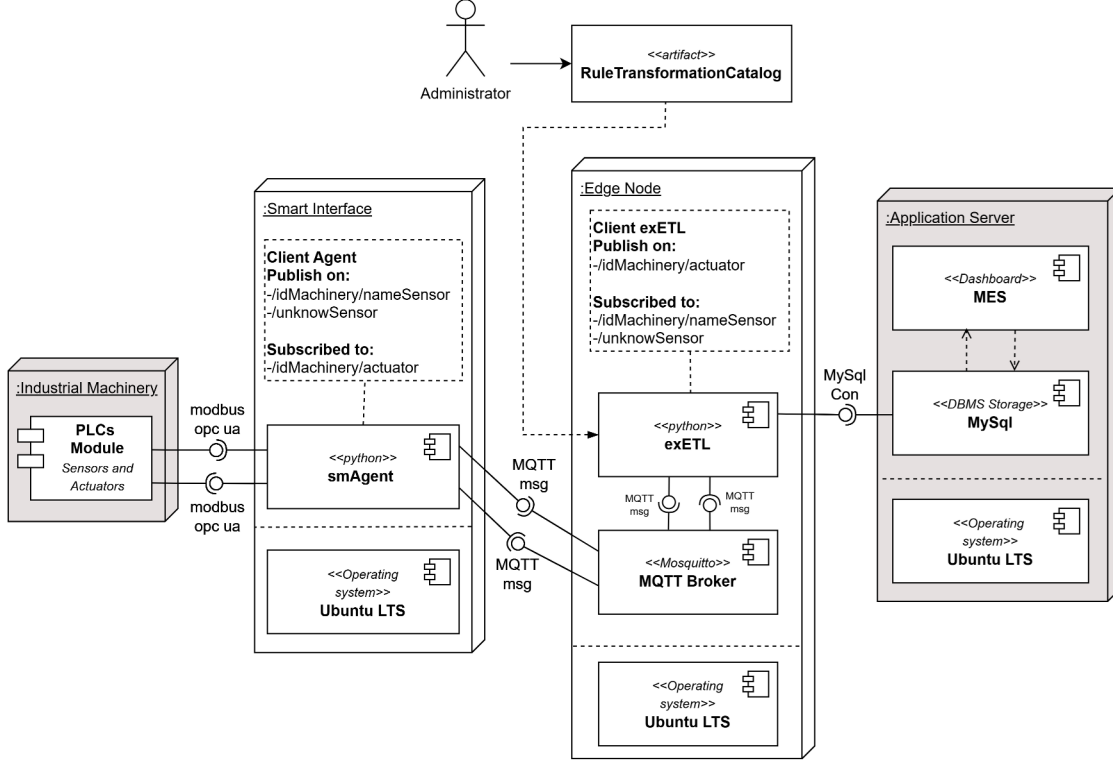 <<artifact>>
RuleTransformationCatalog
Administrator
:Smart Interface
Client Agent
Publish on:
-/idMachinery/nameSensor
-/unknowSensor
Subscribed to:
-/idMachinery/actuator
:Edge Node
Client exETL
Publish on:
-/idMachinery/actuator
Subscribed to:
-/idMachinery/nameSensor
-/unknowSensor
:Application Server
<<Dashboard>>
MES
:Industrial Machinery
PLCs
Module
Sensors and
Actuators
modbus
opc ua
modbus
opc ua
<<python>>
smAgent
MQTT
msg
MQTT
msg
<<python>>
exETL
MySql
Con
<<DBMS Storage>>
MySql
MQTT
msg
MQTT
msg
<<Mosquitto>>
MQTT Broker
<<Operating
system>>
Ubuntu LTS
<<Operating
system>>
Ubuntu LTS
<<Operating
system>>
Ubuntu LTS